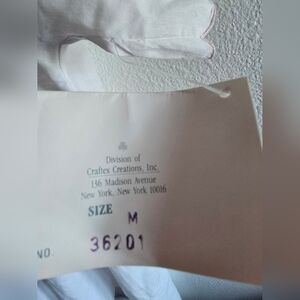 Division of
Craftex Creations, Inc.
136 Madison Avenue
New York, New York 10016
SIZE M
NO. 36201